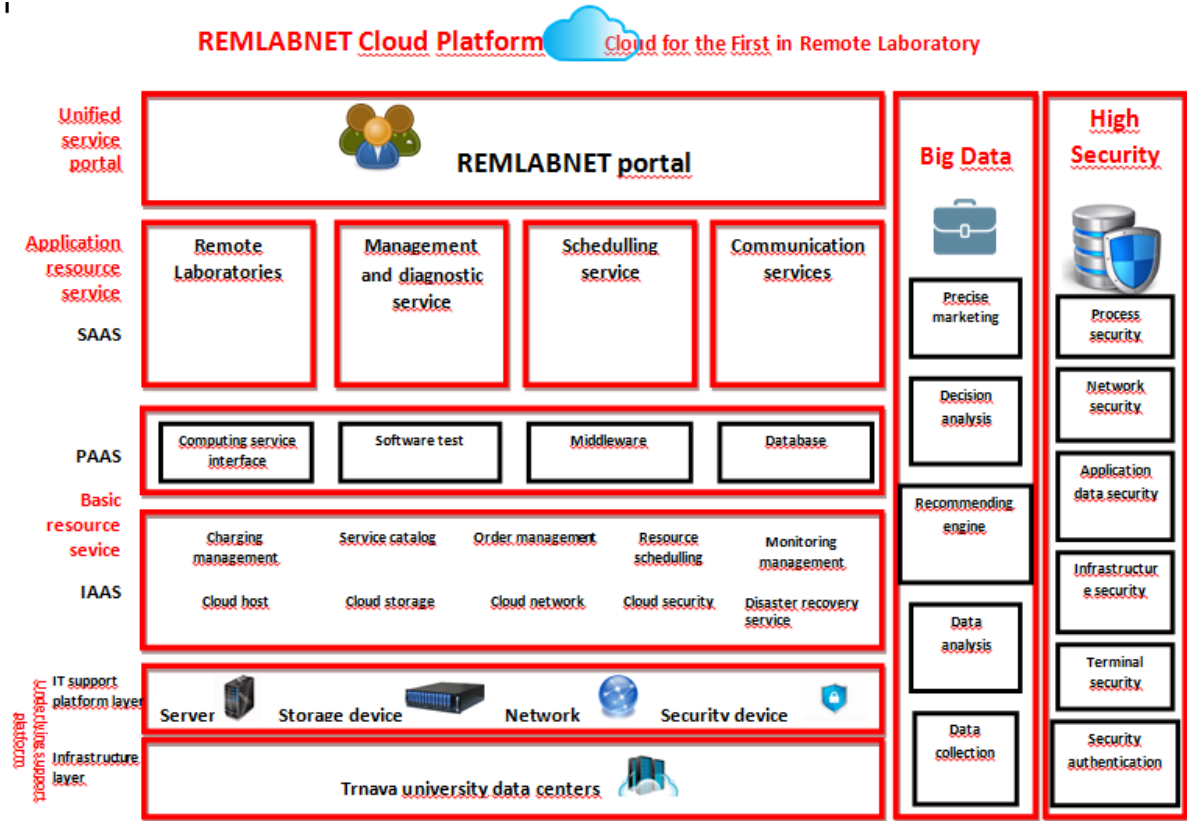 REMLABNET Cloud Platform
Cloud for the First in Remote Laboratory
Unified
service
portal
REMLABNET portal
Application
resource
service
SAAS
Remote
Laboratories
Management
and diagnostic
service
Schedulling
service
Communication
services
PAAS
Computing service
interface
Software test
Middleware
Database
Basic
resource
sevice
IAAS
Charging
management
Service catalog
Order management
Resource
schedulling
Monitoring
management
Cloud host
Cloud storage
Cloud network
Cloud security
Disaster recovery
service
Underlying support
platform
IT support
platform layer
Server
Storage device
Network
Security device
Infrastructure
layer
Trnava university data centers
Big Data
Precise
marketing
Decision
analysis
Recommending
engine
Data
analysis
Data
collection
High
Security
Process
security
Network
security
Application
data security
Infrastructur
e security
Terminal
security
Security
authentication